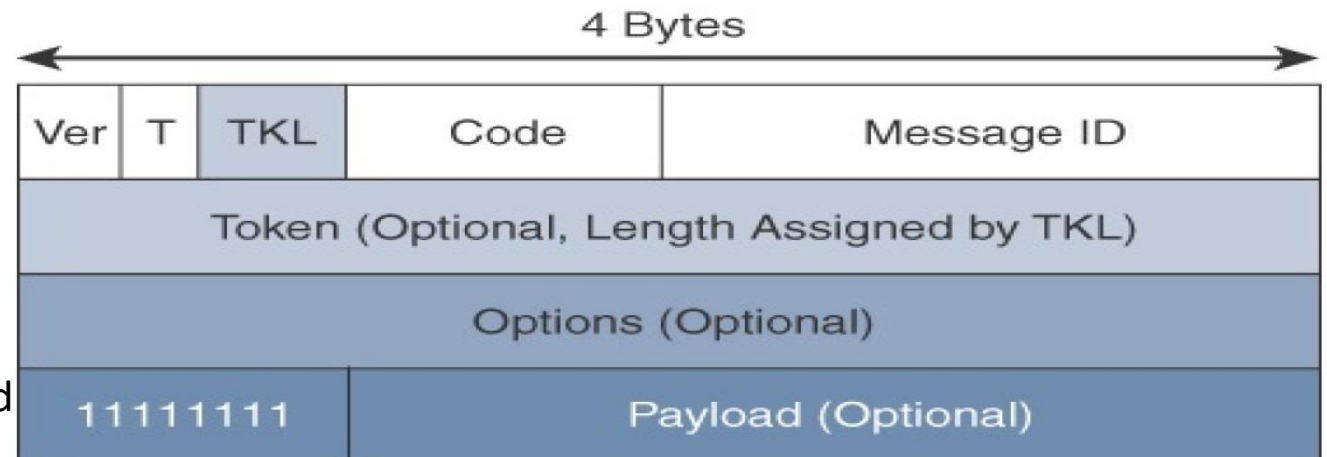 4 Bytes
Ver T TKL Code Message ID
Token (Optional, Length Assigned by TKL)
Options (Optional)
d 11111111 Payload (Optional)